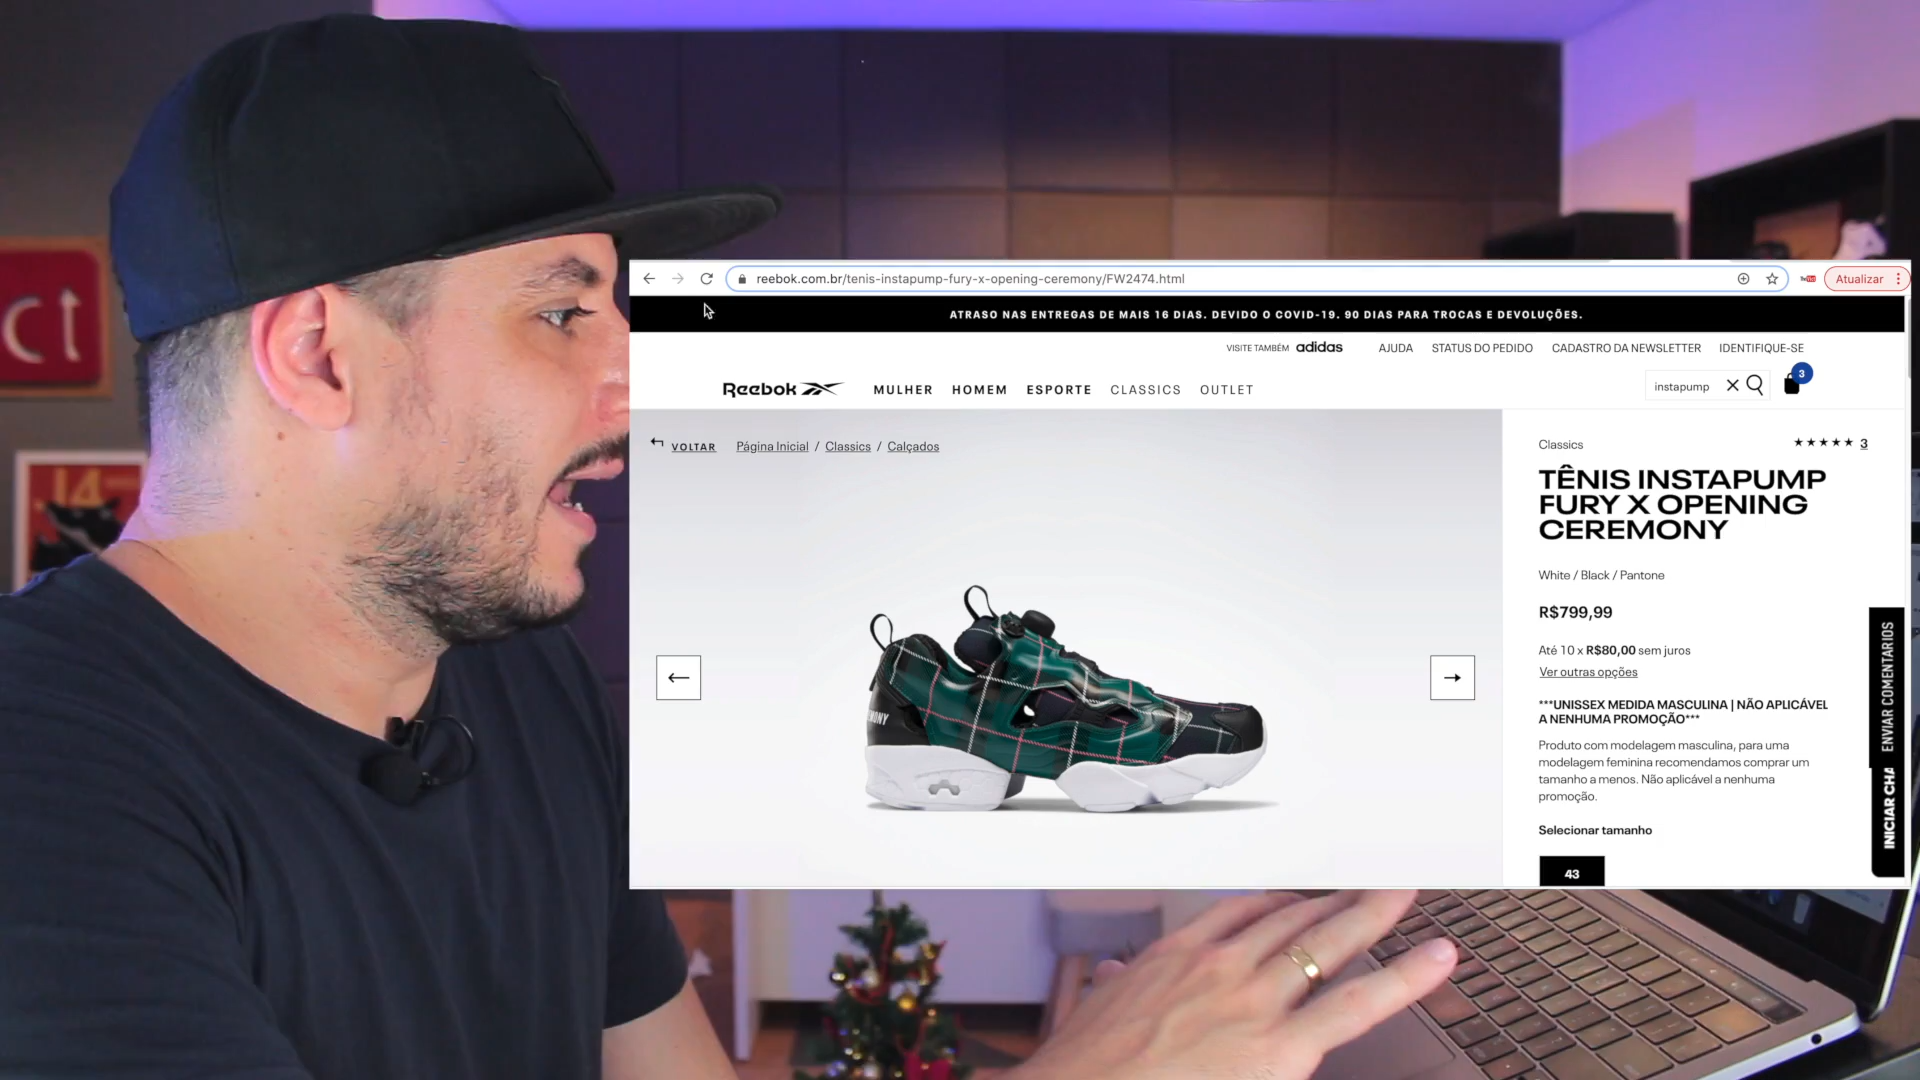 ct
14
reebok.com.br/tenis-instapump-fury-x-opening-ceremony/FW2474.html
Atualizar
ATRASO NAS ENTREGAS DE MAIS 16 DIAS. DEVIDO O COVID-19. 90 DIAS PARA TROCAS E DEVOLUÇÕES.
VISITE TAMBÉM adidas AJUDA STATUS DO PEDIDO CADASTRO DA NEWSLETTER IDENTIFIQUE-SE
Reebok MULHER HOMEM ESPORTE CLASSICS OUTLET instapump 3
VOLTAR Página Inicial / Classics / Calçados
Classics 3
TÊNIS INSTAPUMP
FURY X OPENING
CEREMONY
White / Black / Pantone
R$799,99
Até 10 x R$80,00 sem juros
Ver outras opções
***UNISSEX MEDIDA MASCULINA | NÃO APLICÁVEL
A NENHUMA PROMOÇÃO***
Produto com modelagem masculina, para uma
modelagem feminina recomendamos comprar um
tamanho a menos. Não aplicável a nenhuma
promoção.
Selecionar tamanho
43
ENVIAR COMENTÁRIOS
INICIAR CHA